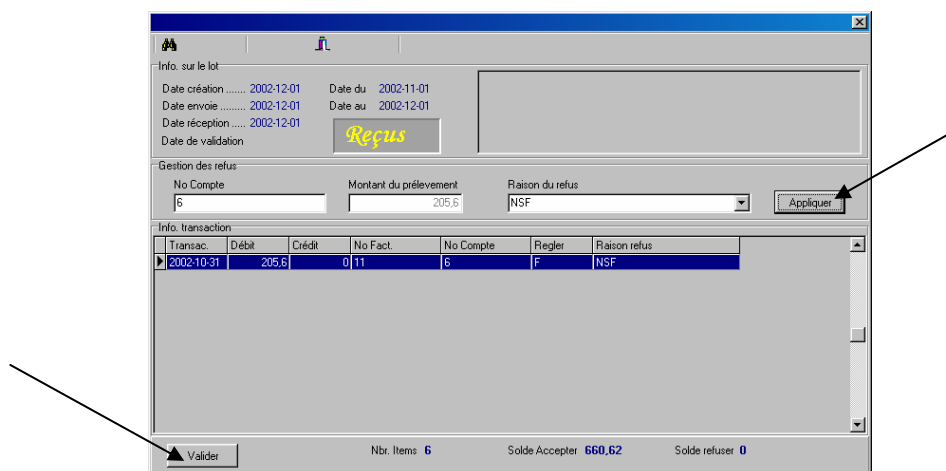 Info. sur le lot
Date création ....... 2002-12-01 Date du 2002-11-01
Date envoie ......... 2002-12-01 Date au 2002-12-01
Date réception ..... 2002-12-01
Date de validation
Reçus
Gestion des refus
No Compte Montant du prélevement Raison du refus
6 205,6 NSF Appliquer
Info. transaction
Transac. Débit Crédit No Fact. No Compte Regler Raison refus
2002-10-31 205,6 0 11 6 F NSF
Valider Nbr. Items 6 Solde Accepter 660,62 Solde refuser 0